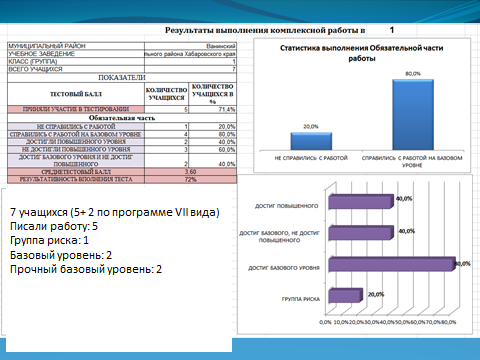 Результаты выполнения комплексной работы в 1
МУНИЦИПАЛЬНЫЙ РАЙОН Ванинский
УЧЕБНОЕ ЗАВЕДЕНИЕ льного района Хабаровского края
КЛАСС (ГРУППА) 1
ВСЕГО УЧАЩИХСЯ 7
ПОКАЗАТЕЛИ
ТЕСТОВЫЙ БАЛЛ КОЛИЧЕСТВО УЧАЩИХСЯ КОЛИЧЕСТВО УЧАЩИХСЯ В %
ПРИНЯЛИ УЧАСТИЕ В ТЕСТИРОВАНИИ 5 71,4%
Обязательная часть
НЕ СПРАВИЛИСЬ С РАБОТОЙ 1 20,0%
СПРАВИЛИСЬ С РАБОТОЙ НА БАЗОВОМ УРОВНЕ 4 80,0%
ДОСТИГЛИ ПОВЫШЕННОГО УРОВНЯ 2 40,0%
НЕ ДОСТИГЛИ ПОВЫШЕННОГО УРОВНЯ 3 60,0%
ДОСТИГ БАЗОВОГО УРОВНЯ И НЕ ДОСТИГ ПОВЫШЕННОГО 2 40,0%
СРЕДНЕТЕСТОВЫЙ БАЛЛ 3,60
РЕЗУЛЬТАТИВНОСТЬ ВПОЛНЕНИЯ ТЕСТА 72%
Статистика выполнения Обязательной части
работы
80,0%
20,0%
НЕ СПРАВИЛИСЬ С РАБОТОЙ
СПРАВИЛИСЬ С РАБОТОЙ НА БАЗОВОМ
УРОВНЕ
7 учащихся (5+ 2 по программе VII вида)
Писали работу: 5
Группа риска: 1
Базовый уровень: 2
Прочный базовый уровень: 2
ДОСТИГ ПОВЫШЕННОГО 40,0%
ДОСТИГ БАЗОВОГО, НЕ ДОСТИГ
ПОВЫШЕННОГО 40,0%
ДОСТИГ БАЗОВОГО УРОВНЯ 80,0%
ГРУППА РИСКА 20,0%
0,0% 10,0% 20,0% 30,0% 40,0% 50,0% 60,0% 70,0% 80,0%